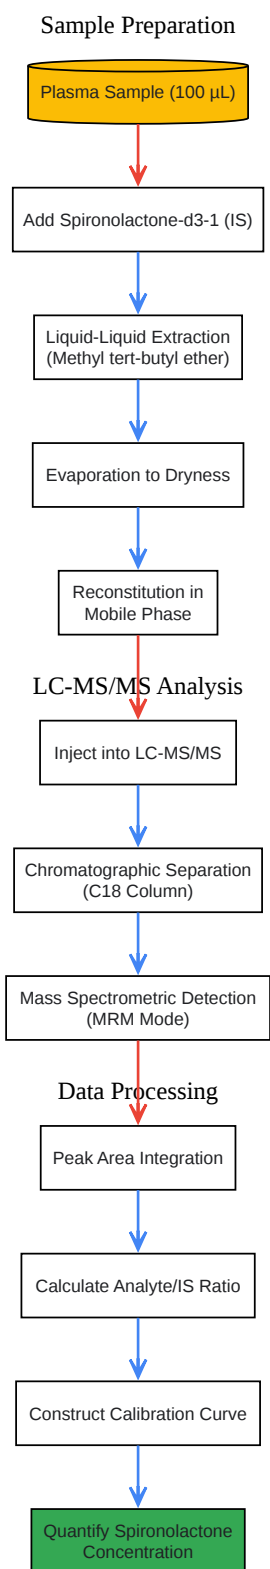 Sample Preparation
Plasma Sample (100 µL)
Add Spironolactone-d3-1 (IS)
Liquid-Liquid Extraction
(Methyl tert-butyl ether)
Evaporation to Dryness
Reconstitution in
Mobile Phase
LC-MS/MS Analysis
Inject into LC-MS/MS
Chromatographic Separation
(C18 Column)
Mass Spectrometric Detection
(MRM Mode)
Data Processing
Peak Area Integration
Calculate Analyte/IS Ratio
Construct Calibration Curve
Quantify Spironolactone
Concentration